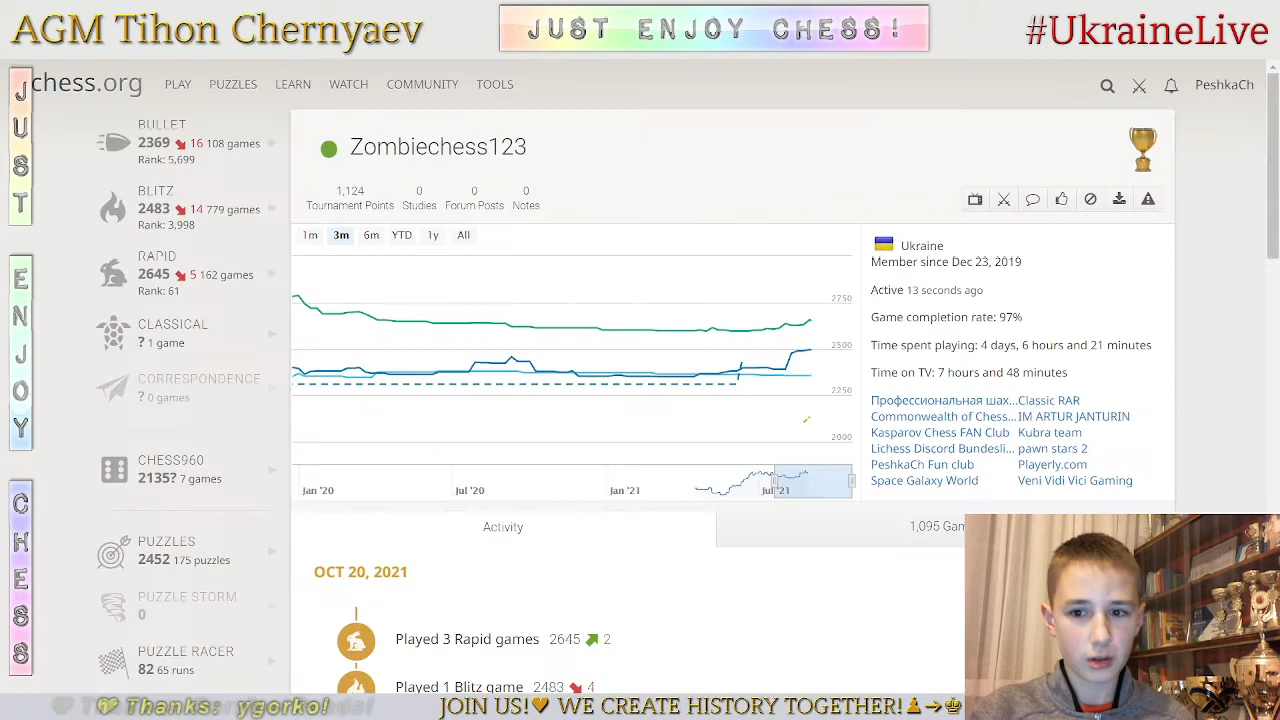 AGM Tihon Chernyaev
JUST ENJOY CHESS!
#UkraineLive
JUST
ENJOY
CHESS
chess.org
PLAY PUZZLES LEARN WATCH COMMUNITY TOOLS
PeshkaCh
BULLET
2369 16 108 games
Rank: 5,699
BLITZ
2483 14 779 games
Rank: 3,998
RAPID
2645 5 162 games
Rank: 61
CLASSICAL
? 1 game
CORRESPONDENCE
? 0 games
CHESS960
2135? 7 games
PUZZLES
2452 175 puzzles
PUZZLE STORM
0
PUZZLE RACER
82 65 runs
Zombiechess123
1,124 0 0 0
Tournament Points Studies Forum Posts Notes
1m 3m 6m YTD 1y All
2750
2500
2250
2000
Jan '20 Jul '20 Jan '21 Jul '21
Ukraine
Member since Dec 23, 2019
Active 13 seconds ago
Game completion rate: 97%
Time spent playing: 4 days, 6 hours and 21 minutes
Time on TV: 7 hours and 48 minutes
Профессиональная шах... Classic RAR
Commonwealth of Chess... IM ARTUR JANTURIN
Kasparov Chess FAN Club Kubra team
Lichess Discord Bundesli... pawn stars 2
PeshkaCh Fun club Playerly.com
Space Galaxy World Veni Vidi Vici Gaming
Activity
1,095 Gam
OCT 20, 2021
Played 3 Rapid games 2645 2
Played 1 Blitz game 2483 4
Thanks: ygorko!
JOIN US! WE CREATE HISTORY TOGETHER!